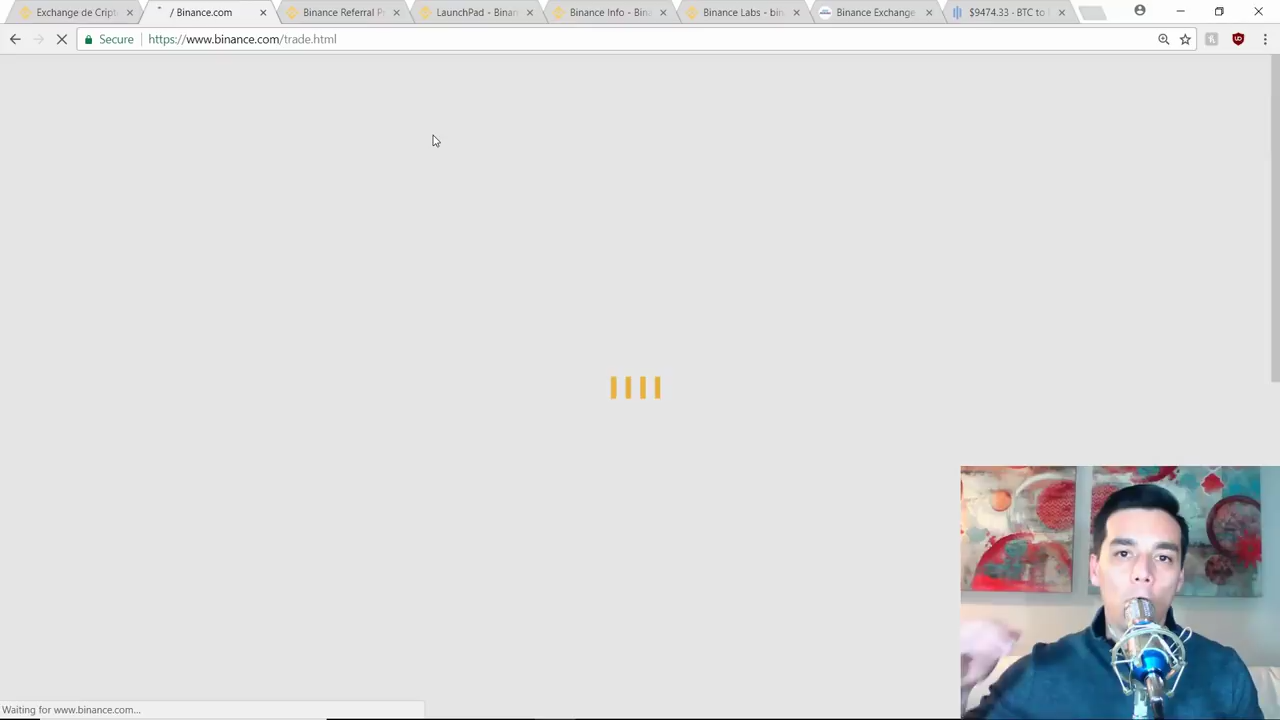 Exchange de Cript
/ Binance.com
Binance Referral P
LaunchPad - Binan
Binance Info - Bina
Binance Labs - bin
Binance Exchange
$9474.33 - BTC to
Secure
https://www.binance.com/trade.html
Waiting for www.binance.com...